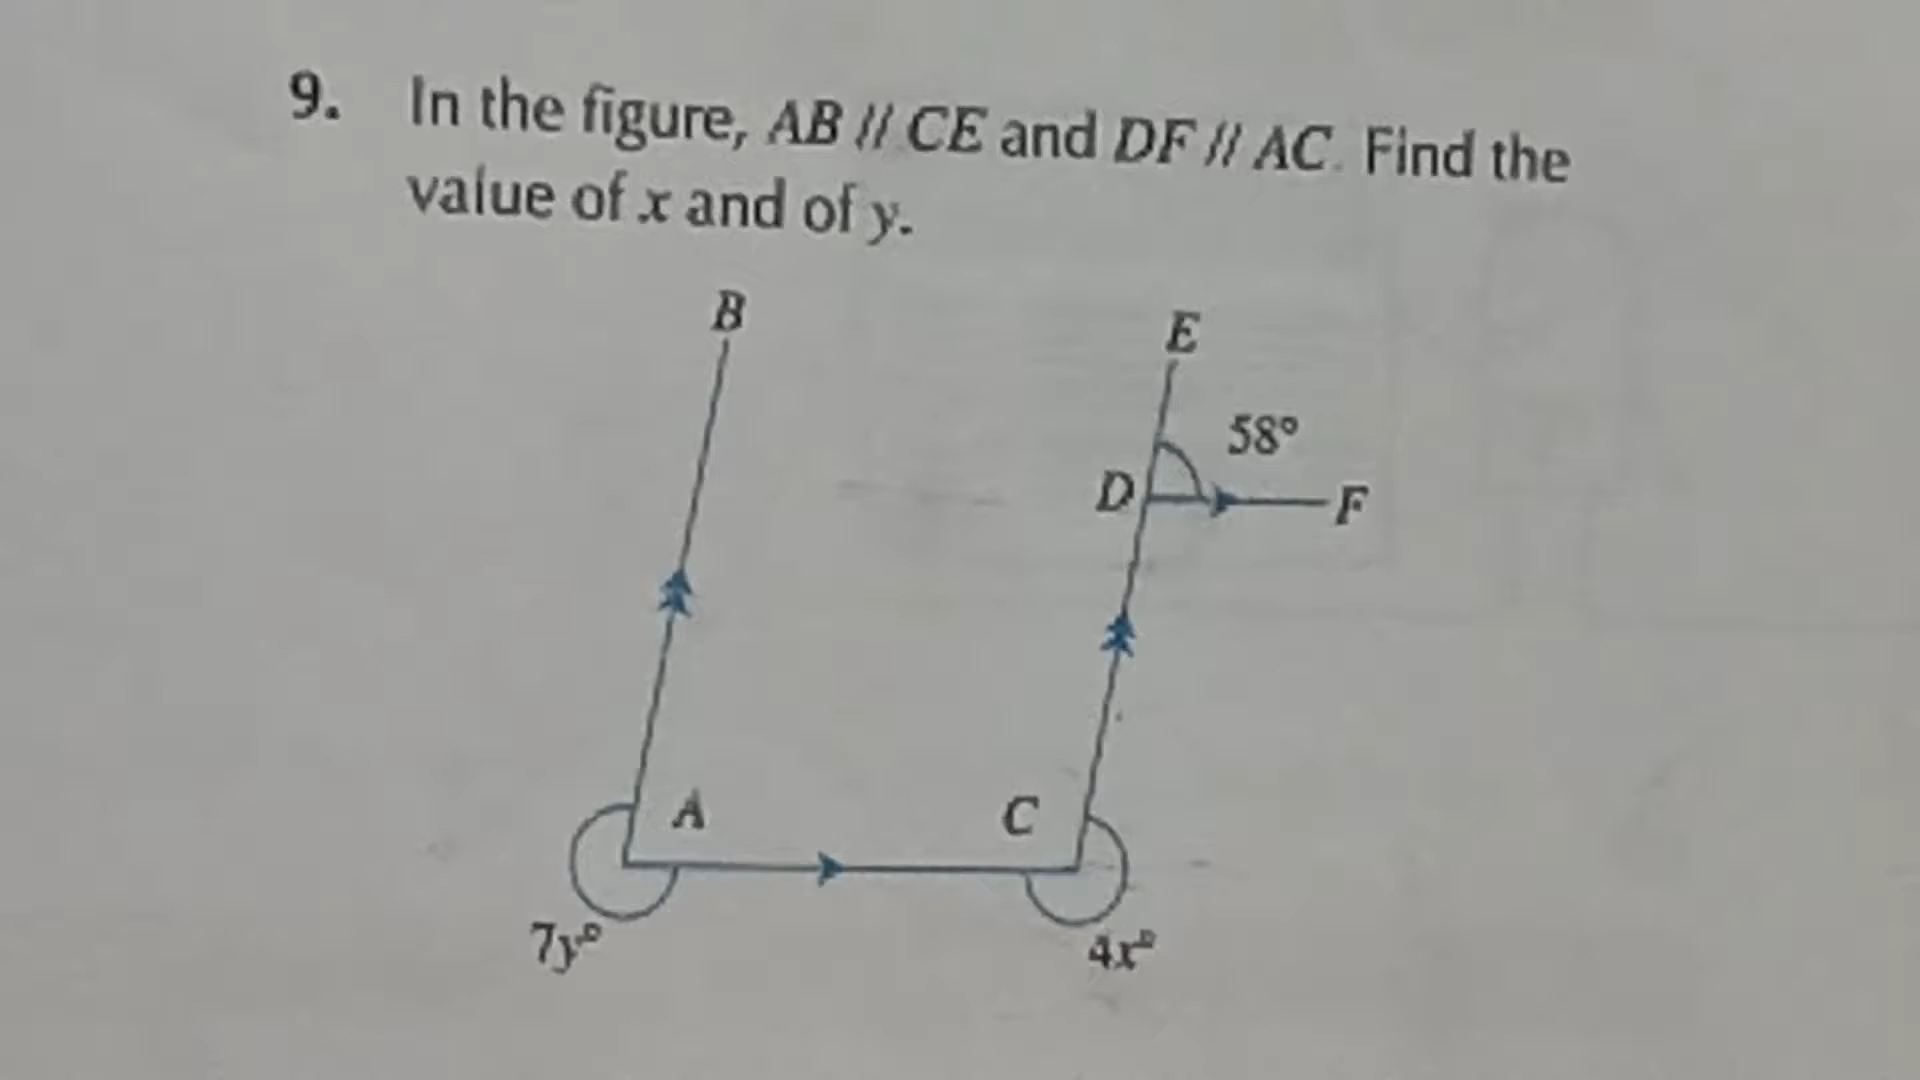 9. In the figure, AB // CE and DF // AC. Find the
value of x and of y.
B
E
58°
D
F
A
C
7y°
4x°